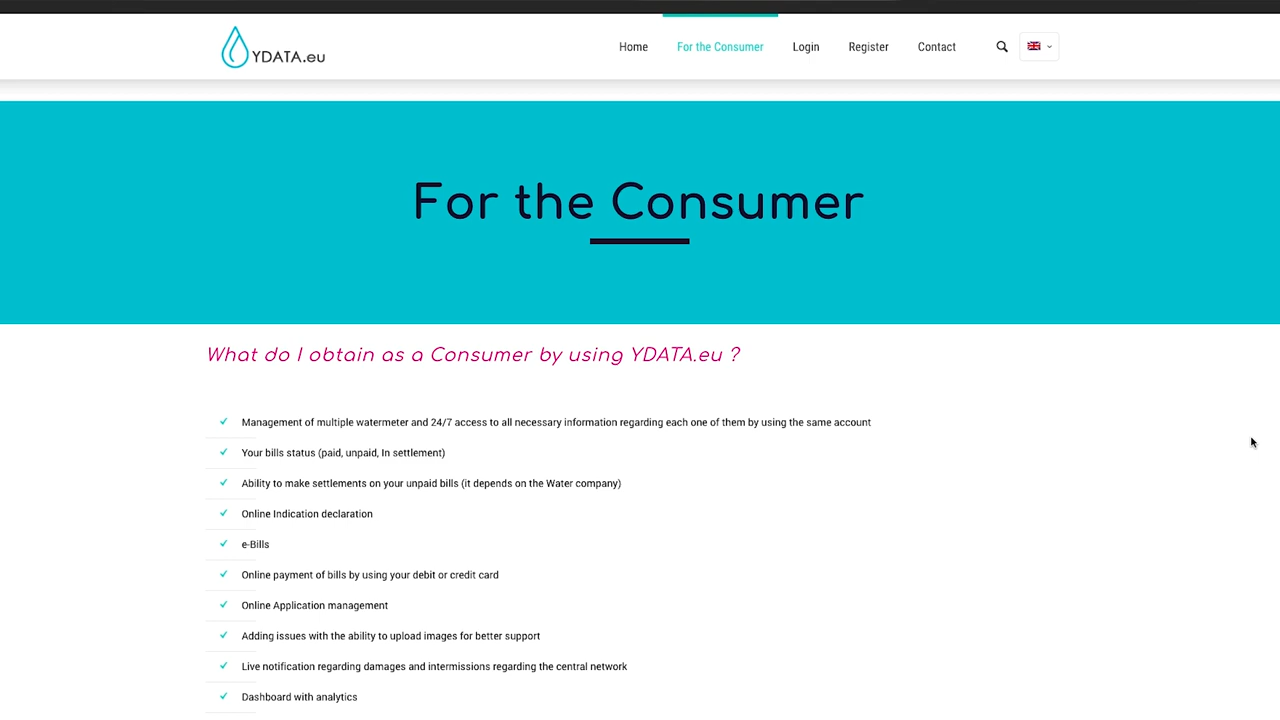 YDATA.eu
Home For the Consumer Login Register Contact
For the Consumer
What do I obtain as a Consumer by using YDATA.eu ?
Management of multiple watermeter and 24/7 access to all necessary information regarding each one of them by using the same account
Your bills status (paid, unpaid, In settlement)
Ability to make settlements on your unpaid bills (it depends on the Water company)
Online Indication declaration
e-Bills
Online payment of bills by using your debit or credit card
Online Application management
Adding issues with the ability to upload images for better support
Live notification regarding damages and intermissions regarding the central network
Dashboard with analytics